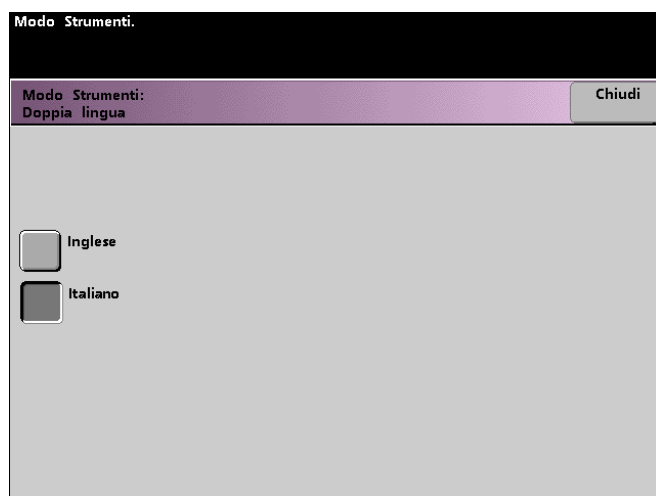 Modo Strumenti.
Modo Strumenti:
Doppia lingua
Chiudi
Inglese
Italiano